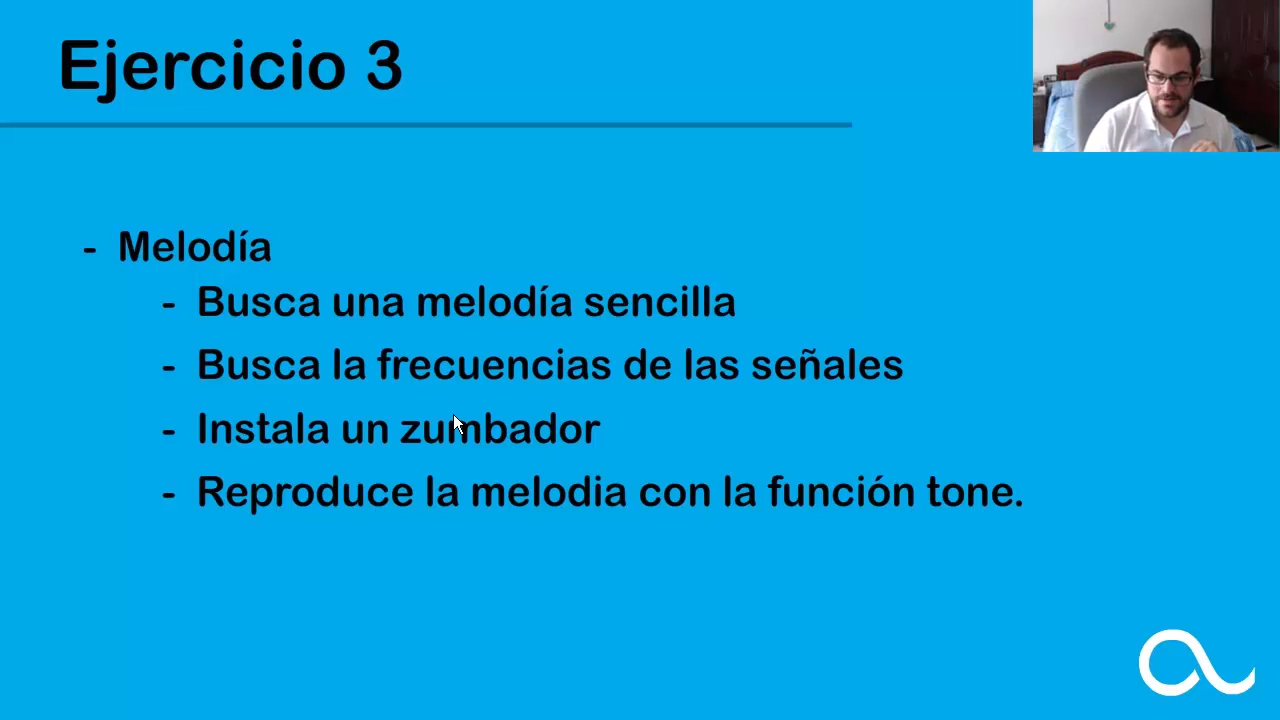 Ejercicio 3
- Melodía
- Busca una melodía sencilla
- Busca la frecuencias de las señales
- Instala un zumbador
- Reproduce la melodia con la función tone.